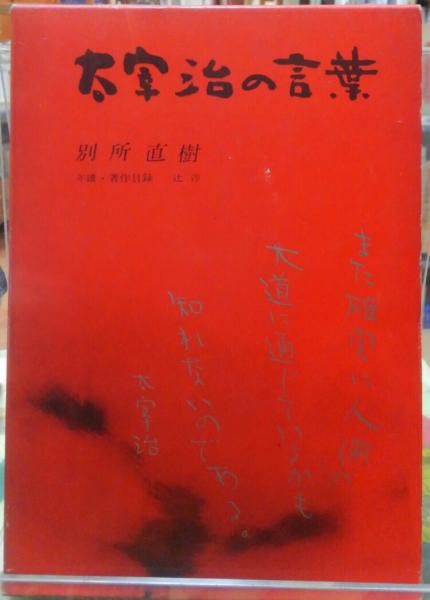 太宰治の言葉
別所直樹
年譜・著作目録 辻淳
また確実に人術の
大道に通じているかも
知れないのである。
太宰治